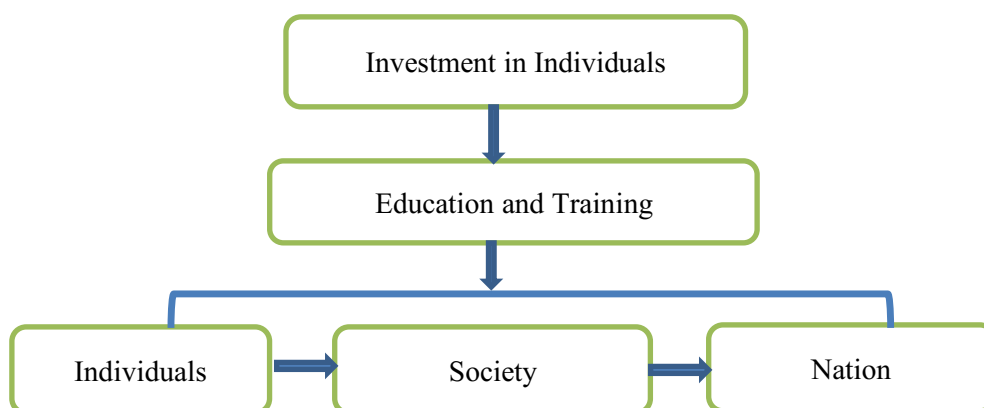 Investment in Individuals
Education and Training
Individuals
Society
Nation